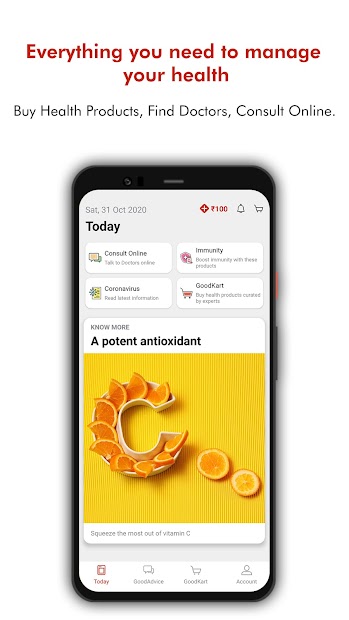 Everything you need to manage
your health
Buy Health Products, Find Doctors, Consult Online.
Sat, 31 Oct 2020
₹100
Today
Consult Online
Talk to Doctors online
Immunity
Boost immunity with these
products
Coronavirus
Read latest information
GoodKart
Buy health products curated
by experts
KNOW MORE
A potent antioxidant
C
Squeeze the most out of vitamin C
Today
GoodAdvice
GoodKart
Account